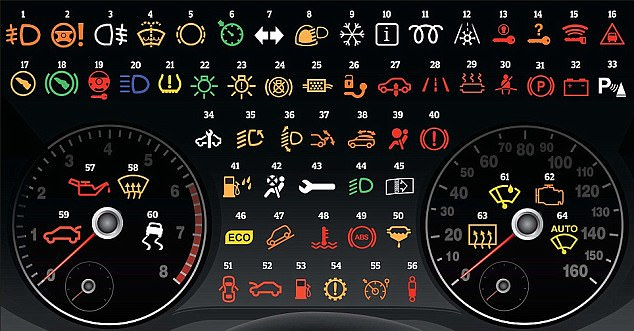 1 2 3 4 5 6 7 8 9 10 11 12 13 14 15 16
i
17 18 19 20 21 22 23 24 25 26 27 28 29 30 31 32 33
P
P
34 35 36 37 38 39 40
41 42 43 44 45
46 47 48 49 50
ECO
ABS
51 52 53 54 55 56
57 58
59 60
0 1 2 3 4 5 6 7 8
61 62
63 64
AUTO
0 20 40 60 80 100 120 130 140 160